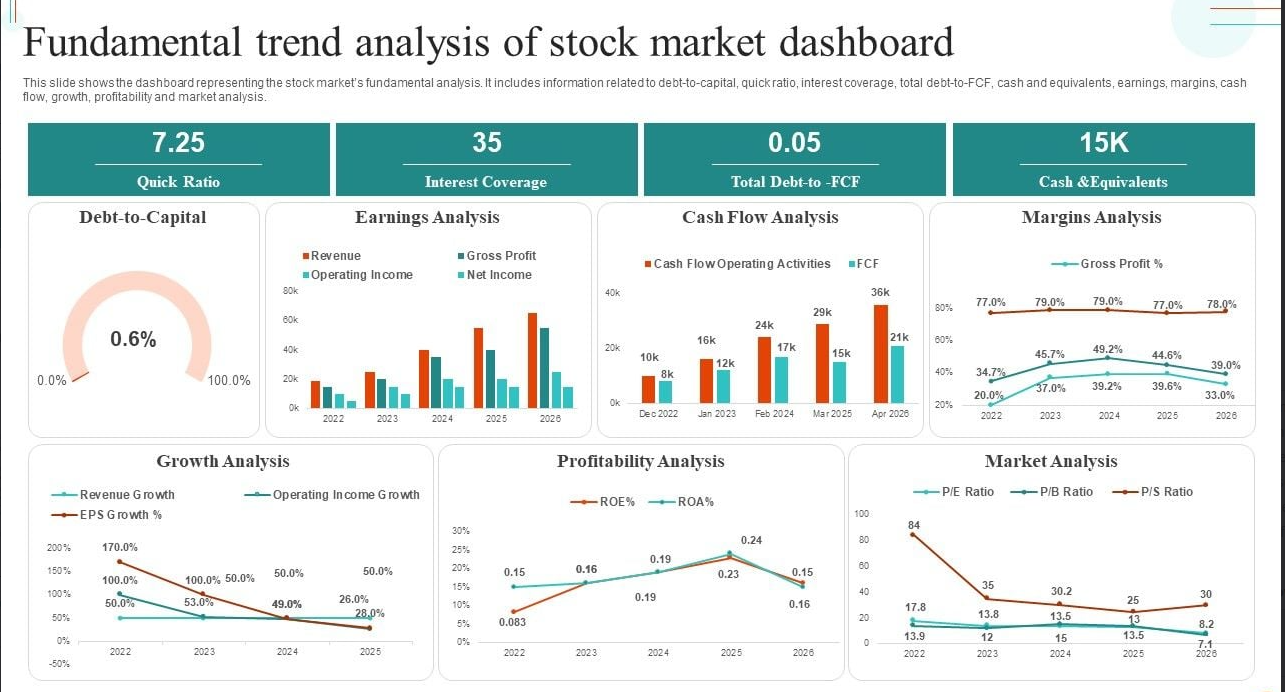 Fundamental trend analysis of stock market dashboard
This slide shows the dashboard representing the stock market's fundamental analysis. It includes information related to debt-to-capital, quick ratio, interest coverage, total debt-to-FCF, cash and equivalents, earnings, margins, cash
flow, growth, profitability and market analysis.
7.25
Quick Ratio
35
Interest Coverage
0.05
Total Debt-to -FCF
15K
Cash &Equivalents
Debt-to-Capital
0.6%
0.0%
100.0%
Earnings Analysis
Revenue Gross Profit
Operating Income Net Income
80k
60k
40k
20k
0k
2022 2023 2024 2025 2026
Cash Flow Analysis
Cash Flow Operating Activities FCF
40k
20k
0k
10k 8k
16k 12k
24k 17k
29k 15k
36k 21k
Dec 2022 Jan 2023 Feb 2024 Mar 2025 Apr 2026
Margins Analysis
Gross Profit %
80%
60%
40%
20%
77.0% 79.0% 79.0% 77.0% 78.0%
34.7% 45.7% 49.2% 44.6% 39.0%
20.0% 37.0% 39.2% 39.6% 33.0%
2022 2023 2024 2025 2026
Growth Analysis
Revenue Growth Operating Income Growth
EPS Growth %
200%
150%
100%
50%
0%
-50%
170.0%
100.0% 100.0% 50.0% 50.0% 50.0%
50.0% 53.0% 49.0% 26.0%
28.0%
2022 2023 2024 2025
Profitability Analysis
ROE% ROA%
30%
25%
20%
15%
10%
5%
0%
0.15 0.16 0.19 0.24 0.15
0.083 0.19 0.23 0.16
2022 2023 2024 2025 2026
Market Analysis
P/E Ratio P/B Ratio P/S Ratio
100
80
60
40
20
0
84 35 30.2 25 30
17.8 13.8 13.5 13 8.2
13.9 12 15 13.5 7.1
2022 2023 2024 2025 2026